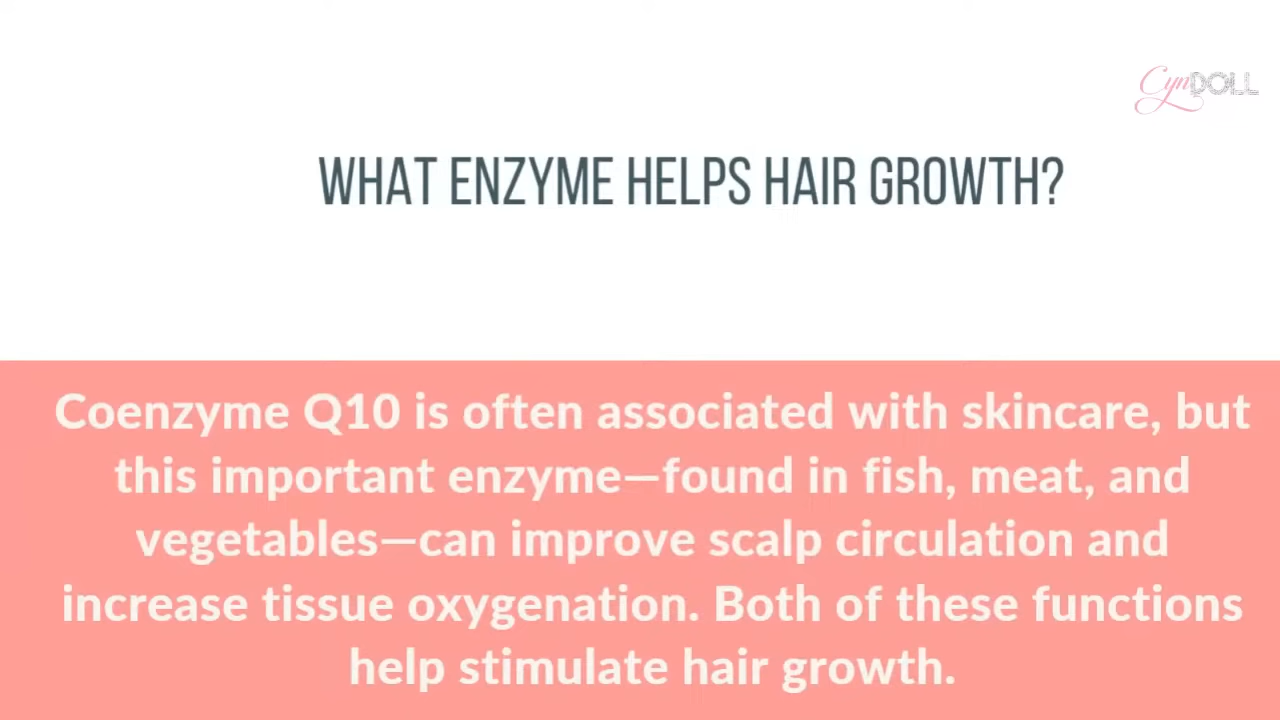 CynDOLL
WHAT ENZYME HELPS HAIR GROWTH?
Coenzyme Q10 is often associated with skincare, but
this important enzyme—found in fish, meat, and
vegetables—can improve scalp circulation and
increase tissue oxygenation. Both of these functions
help stimulate hair growth.